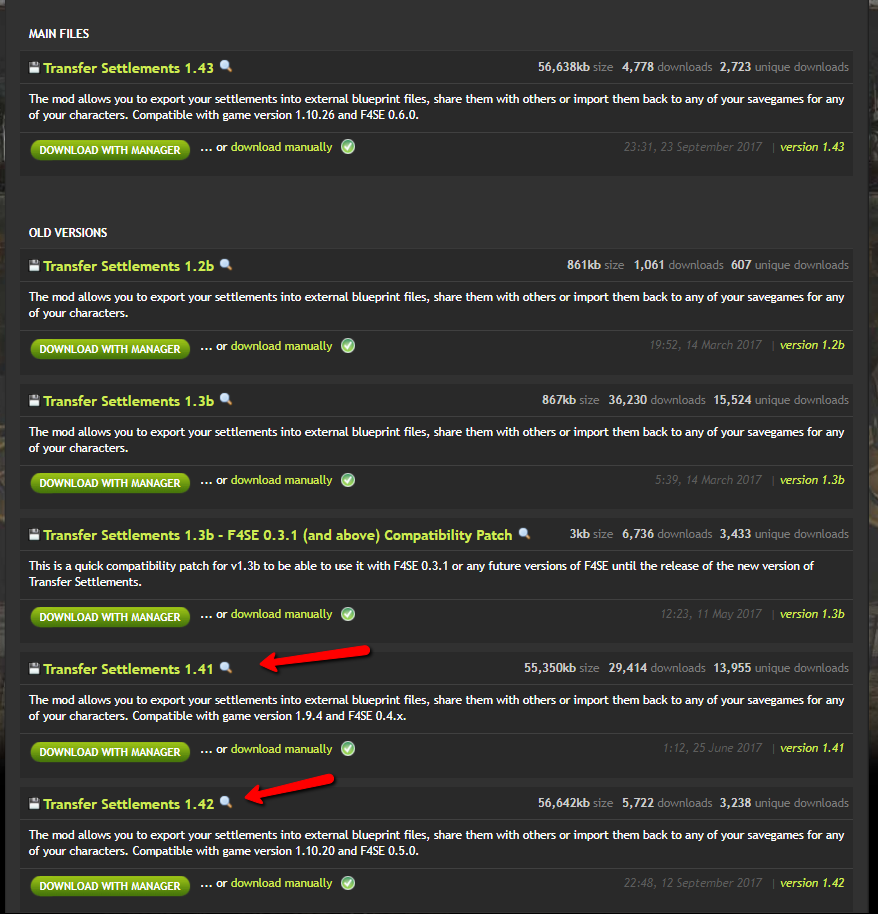 MAIN FILES
Transfer Settlements 1.43 56,638kb size 4,778 downloads 2,723 unique downloads
The mod allows you to export your settlements into external blueprint files, share them with others or import them back to any of your savegames for any
of your characters. Compatible with game version 1.10.26 and F4SE 0.6.0.
DOWNLOAD WITH MANAGER ... or download manually 23:31, 23 September 2017 | version 1.43
OLD VERSIONS
Transfer Settlements 1.2b 861kb size 1,061 downloads 607 unique downloads
The mod allows you to export your settlements into external blueprint files, share them with others or import them back to any of your savegames for any
of your characters.
DOWNLOAD WITH MANAGER ... or download manually 19:52, 14 March 2017 | version 1.2b
Transfer Settlements 1.3b 867kb size 36,230 downloads 15,524 unique downloads
The mod allows you to export your settlements into external blueprint files, share them with others or import them back to any of your savegames for any
of your characters.
DOWNLOAD WITH MANAGER ... or download manually 5:39, 14 March 2017 | version 1.3b
Transfer Settlements 1.3b - F4SE 0.3.1 (and above) Compatibility Patch 3kb size 6,736 downloads 3,433 unique downloads
This is a quick compatibility patch for v1.3b to be able to use it with F4SE 0.3.1 or any future versions of F4SE until the release of the new version of
Transfer Settlements.
DOWNLOAD WITH MANAGER ... or download manually 12:23, 11 May 2017 | version 1.3b
Transfer Settlements 1.41 55,350kb size 29,414 downloads 13,955 unique downloads
The mod allows you to export your settlements into external blueprint files, share them with others or import them back to any of your savegames for any
of your characters. Compatible with game version 1.9.4 and F4SE 0.4.x.
DOWNLOAD WITH MANAGER ... or download manually 1:12, 25 June 2017 | version 1.41
Transfer Settlements 1.42 56,642kb size 5,722 downloads 3,238 unique downloads
The mod allows you to export your settlements into external blueprint files, share them with others or import them back to any of your savegames for any
of your characters. Compatible with game version 1.10.20 and F4SE 0.5.0.
DOWNLOAD WITH MANAGER ... or download manually 22:48, 12 September 2017 | version 1.42